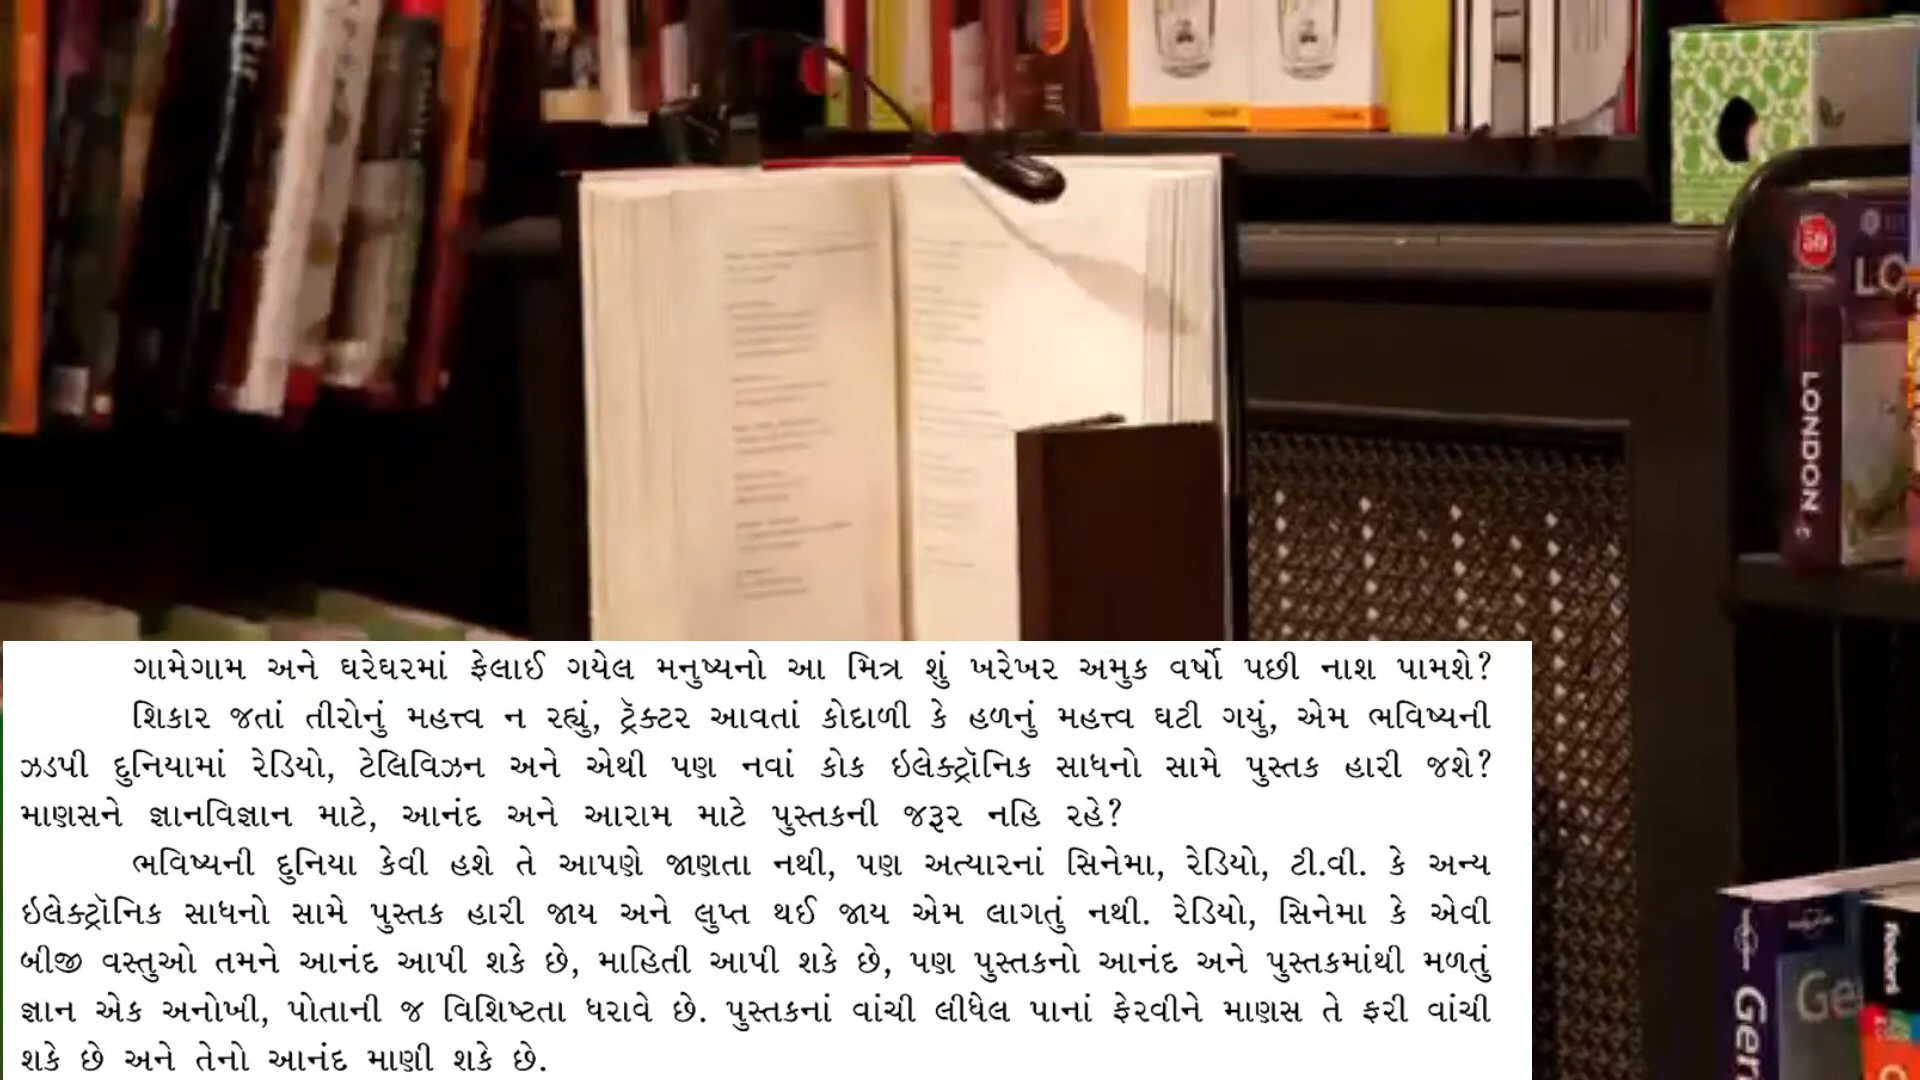 LO
LONDON
ગામેગામ અને ઘરેઘરમાં ફેલાઈ ગયેલ મનુષ્યનો આ મિત્ર શું ખરેખર અમુક વર્ષો પછી નાશ પામશે?
શિકાર જતાં તીરોનું મહત્ત્વ ન રહ્યું, ટ્રૅક્ટર આવતાં કોદાળી કે હળનું મહત્ત્વ ઘટી ગયું, એમ ભવિષ્યની
ઝડપી દુનિયામાં રેડિયો, ટેલિવિઝન અને એથી પણ નવાં કોક ઇલેક્ટ્રૉનિક સાધનો સામે પુસ્તક હારી જશે?
માણસને જ્ઞાનવિજ્ઞાન માટે, આનંદ અને આરામ માટે પુસ્તકની જરૂર નહિ રહે?
ભવિષ્યની દુનિયા કેવી હશે તે આપણે જાણતા નથી, પણ અત્યારનાં સિનેમા, રેડિયો, ટી.વી. કે અન્ય
ઇલેક્ટ્રૉનિક સાધનો સામે પુસ્તક હારી જાય અને લુપ્ત થઈ જાય એમ લાગતું નથી. રેડિયો, સિનેમા કે એવી
બીજી વસ્તુઓ તમને આનંદ આપી શકે છે, માહિતી આપી શકે છે, પણ પુસ્તકનો આનંદ અને પુસ્તકમાંથી મળતું
જ્ઞાન એક અનોખી, પોતાની જ વિશિષ્ટતા ધરાવે છે. પુસ્તકનાં વાંચી લીધેલ પાનાં ફેરવીને માણસ તે ફરી વાંચી
શકે છે અને તેનો આનંદ માણી શકે છે.
Ger
Ge